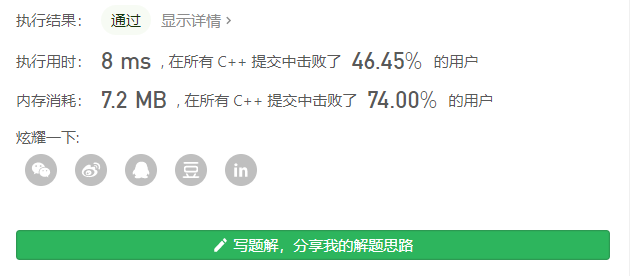 执行结果： 通过 显示详情 ›
执行用时： 8 ms , 在所有 C++ 提交中击败了 46.45% 的用户
内存消耗： 7.2 MB , 在所有 C++ 提交中击败了 74.00% 的用户
炫耀一下:
豆 in
写题解，分享我的解题思路